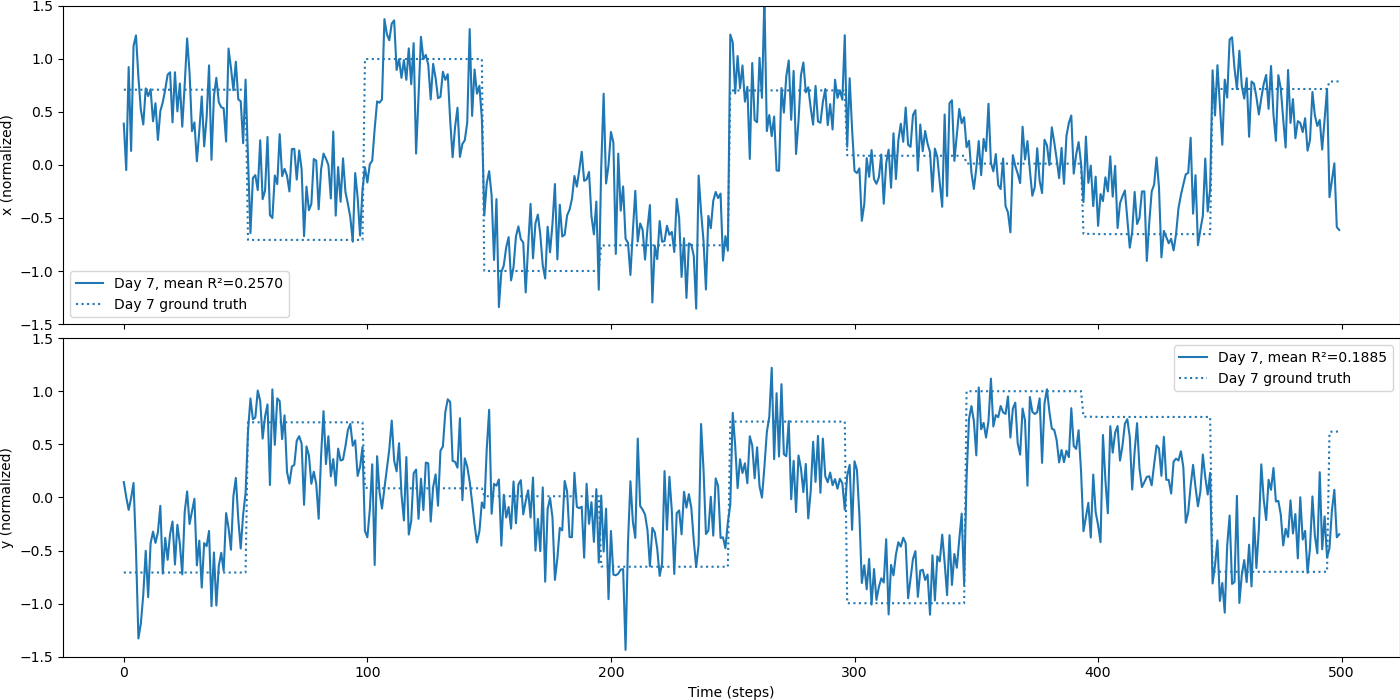 1.5
1.0
0.5
0.0
−0.5
−1.0
−1.5
x (normalized)
Day 7, mean R²=0.2570
Day 7 ground truth
1.5
1.0
0.5
0.0
−0.5
−1.0
−1.5
y (normalized)
Day 7, mean R²=0.1885
Day 7 ground truth
0 100 200 300 400 500
Time (steps)